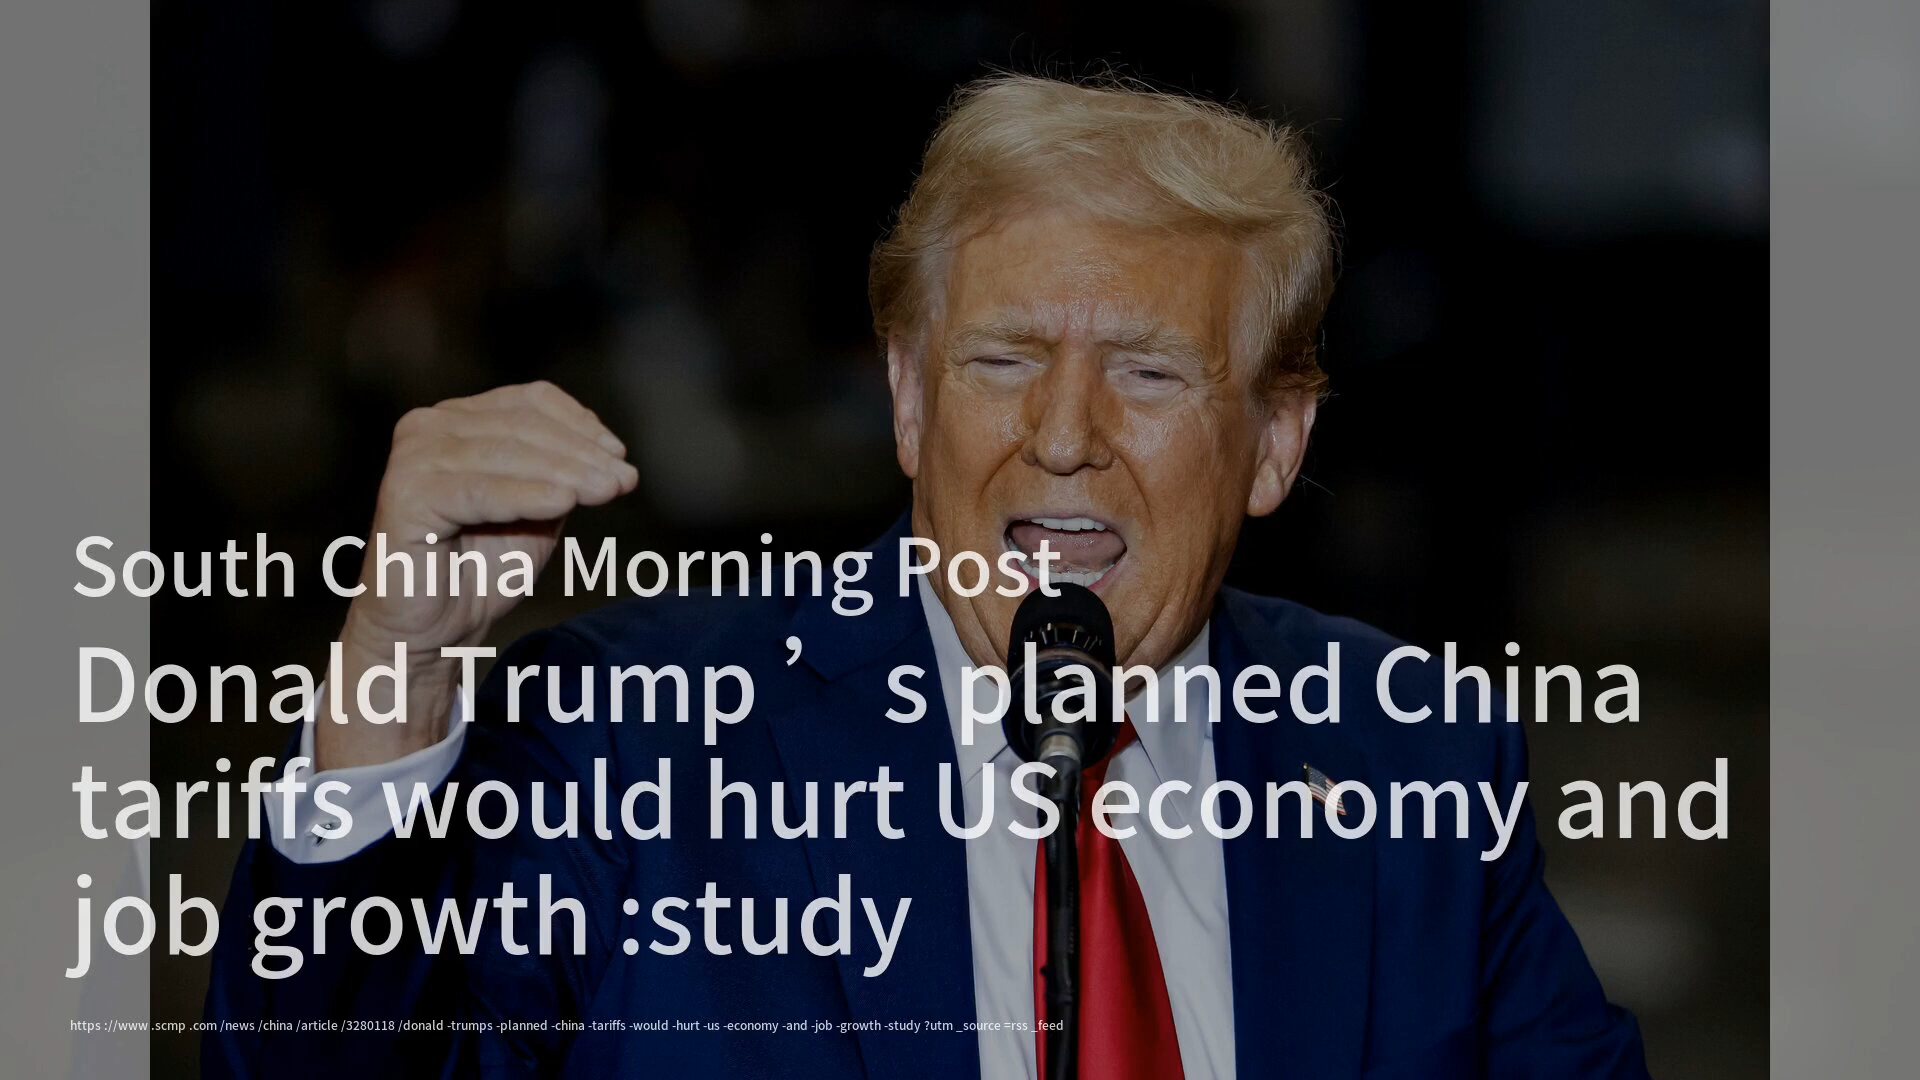 South China Morning Post
Donald Trump’s planned China
tariffs would hurt US economy and
job growth :study
https ://www .scmp .com /news /china /article /3280118 /donald -trumps -planned -china -tariffs -would -hurt -us -economy -and -job -growth -study ?utm _source =rss _feed